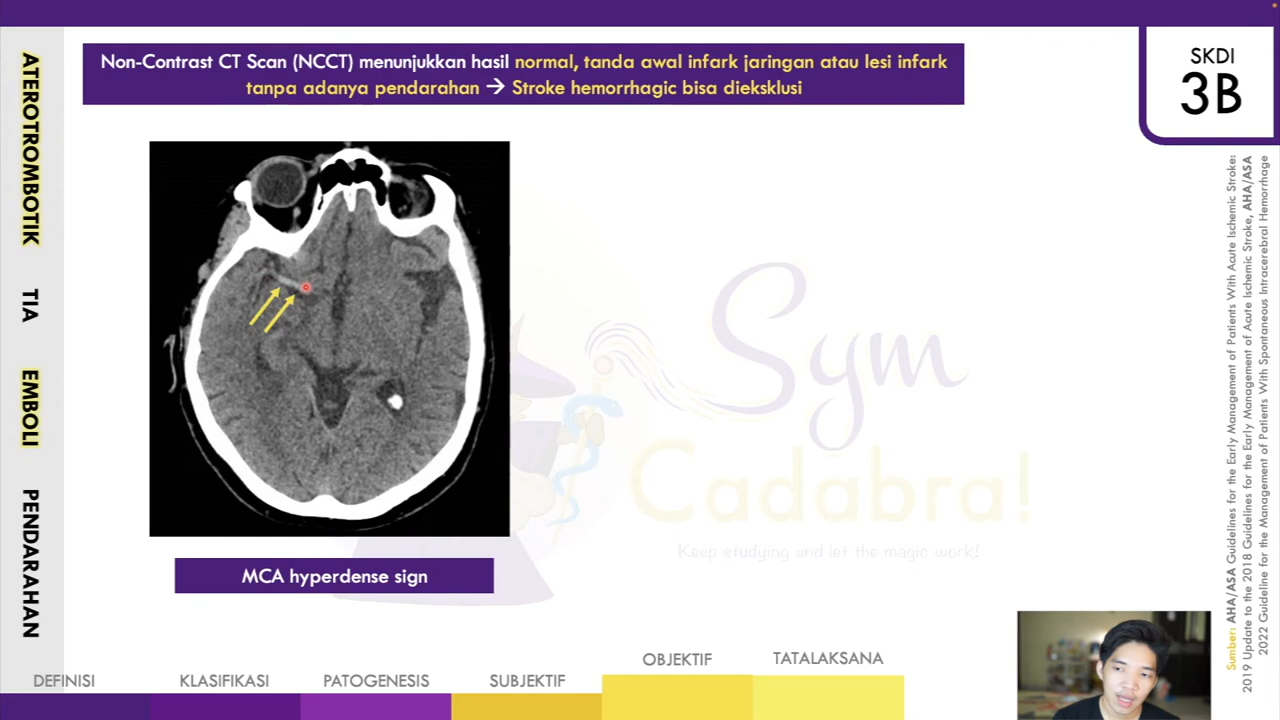 Non-Contrast CT Scan (NCCT) menunjukkan hasil normal, tanda awal infark jaringan atau lesi infark
tanpa adanya pendarahan → Stroke hemorrhagic bisa dieksklusi
SKDI
3B
ATEROTROMBOTIK
TIA
EMBOLI
PENDARAHAN
MCA hyperdense sign
Sym
Cadabra!
Keep studying and let the magic work!
Sumber: AHA/ASA Guidelines for the Early Management of Patients With Acute Ischemic Stroke:
2019 Update to the 2018 Guidelines for the Early Management of Acute Ischemic Stroke, AHA/ASA
2022 Guideline for the Management of Patients With Spontaneous Intracerebral Hemorrhage
DEFINISI
KLASIFIKASI
PATOGENESIS
SUBJEKTIF
OBJEKTIF
TATALAKSANA